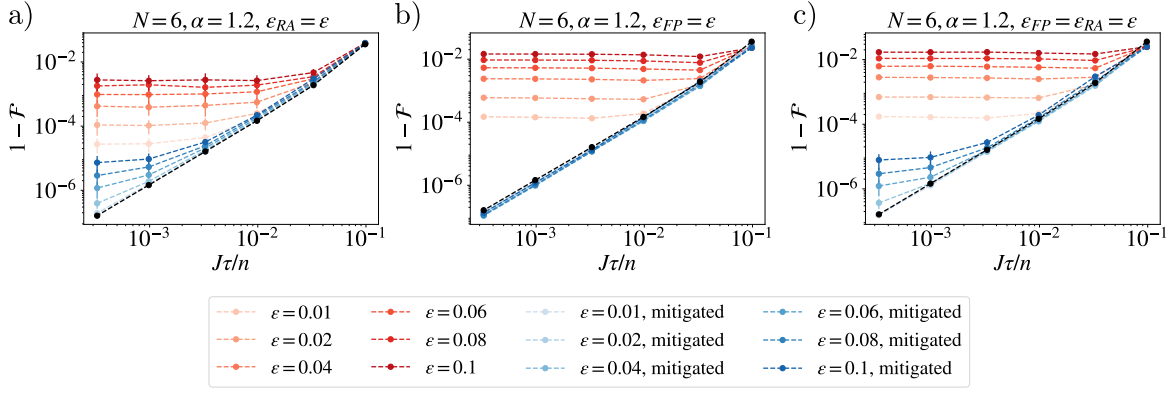 a)
N = 6, α = 1.2, ε_RA = ε
1 − F
10⁻²
10⁻⁴
10⁻⁶
10⁻³
10⁻²
10⁻¹
Jτ/n
b)
N = 6, α = 1.2, ε_FP = ε
1 − F
10⁻²
10⁻⁴
10⁻⁶
10⁻³
10⁻²
10⁻¹
Jτ/n
c)
N = 6, α = 1.2, ε_FP = ε_RA = ε
1 − F
10⁻²
10⁻⁴
10⁻⁶
10⁻³
10⁻²
10⁻¹
Jτ/n
ε = 0.01
ε = 0.02
ε = 0.04
ε = 0.06
ε = 0.08
ε = 0.1
ε = 0.01, mitigated
ε = 0.02, mitigated
ε = 0.04, mitigated
ε = 0.06, mitigated
ε = 0.08, mitigated
ε = 0.1, mitigated